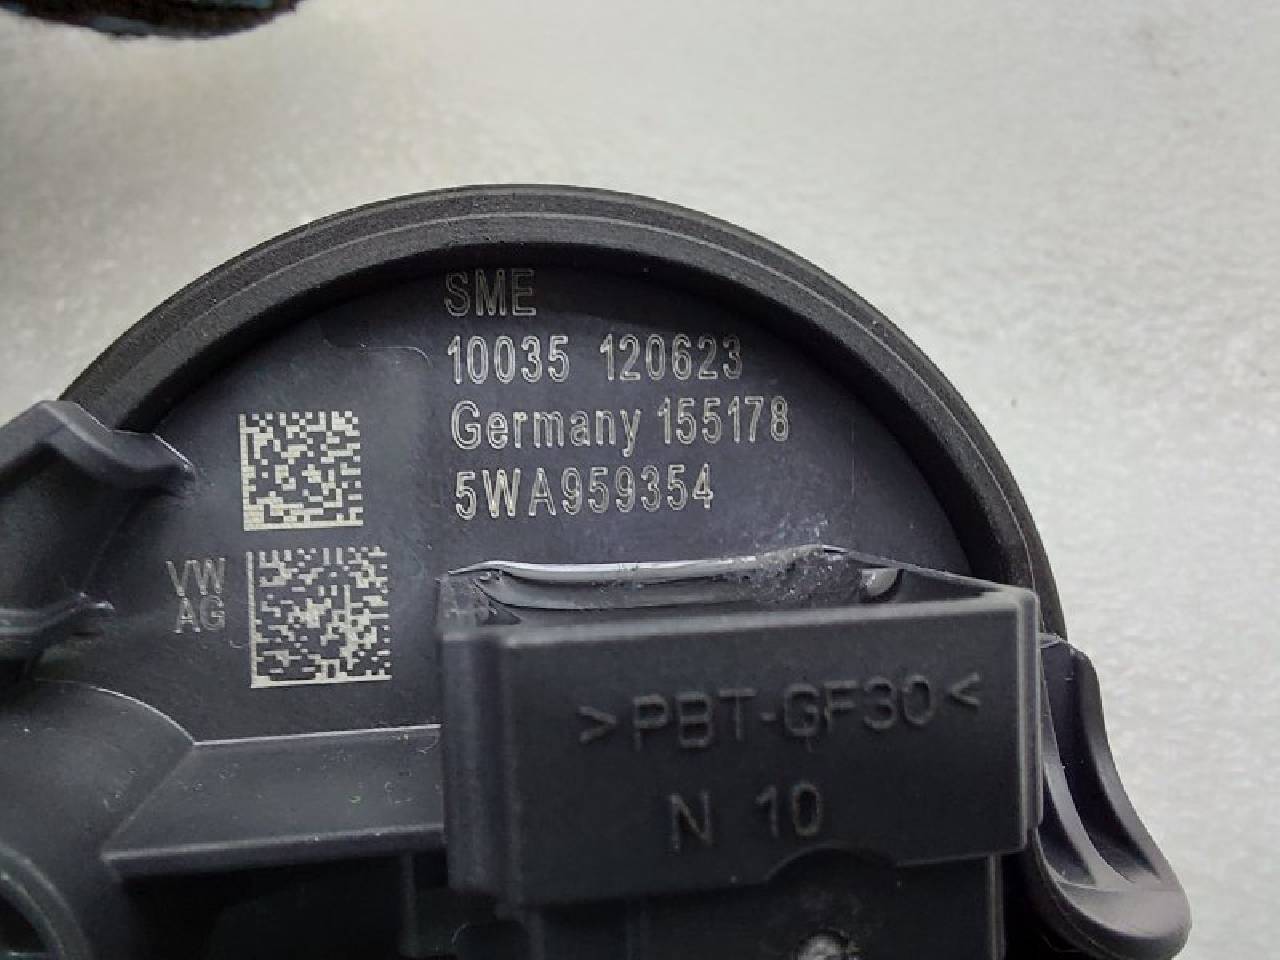 SME
10035 120623
Germany 155178
5WA959354
VW
AG
>PBT-GF30<
N 10